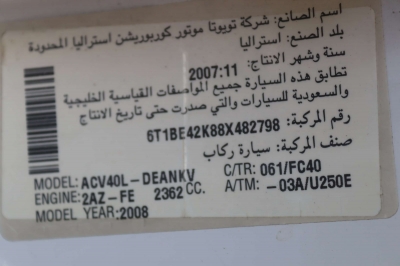 اسم الصانع: شركة تويوتا موتور كوربوريشن استراليا المحدودة
بلد الصنع: استراليا
سنة وشهر الانتاج: 2007:11
تطابق هذه السيارة جميع المواصفات القياسية الخليجية
والسعودية للسيارات والتي صدرت حتى تاريخ الانتاج
رقم المركبة: 6T1BE42K88X482798
صنف المركبة: سيارة ركاب
MODEL: ACV40L-DEANKV C/TR: 061/FC40
ENGINE: 2AZ-FE 2362 CC. A/TM: -03A/U250E
MODEL YEAR: 2008